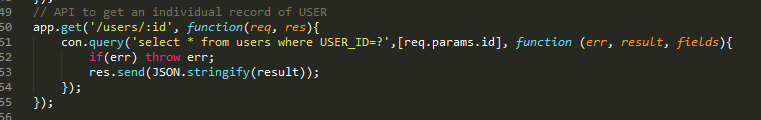 49 // API to get an individual record of USER
50 app.get('/users/:id', function(req, res){
51 con.query('select * from users where USER_ID=?',[req.params.id], function (err, result, fields){
52 if(err) throw err;
53 res.send(JSON.stringify(result));
54 });
55 });
56